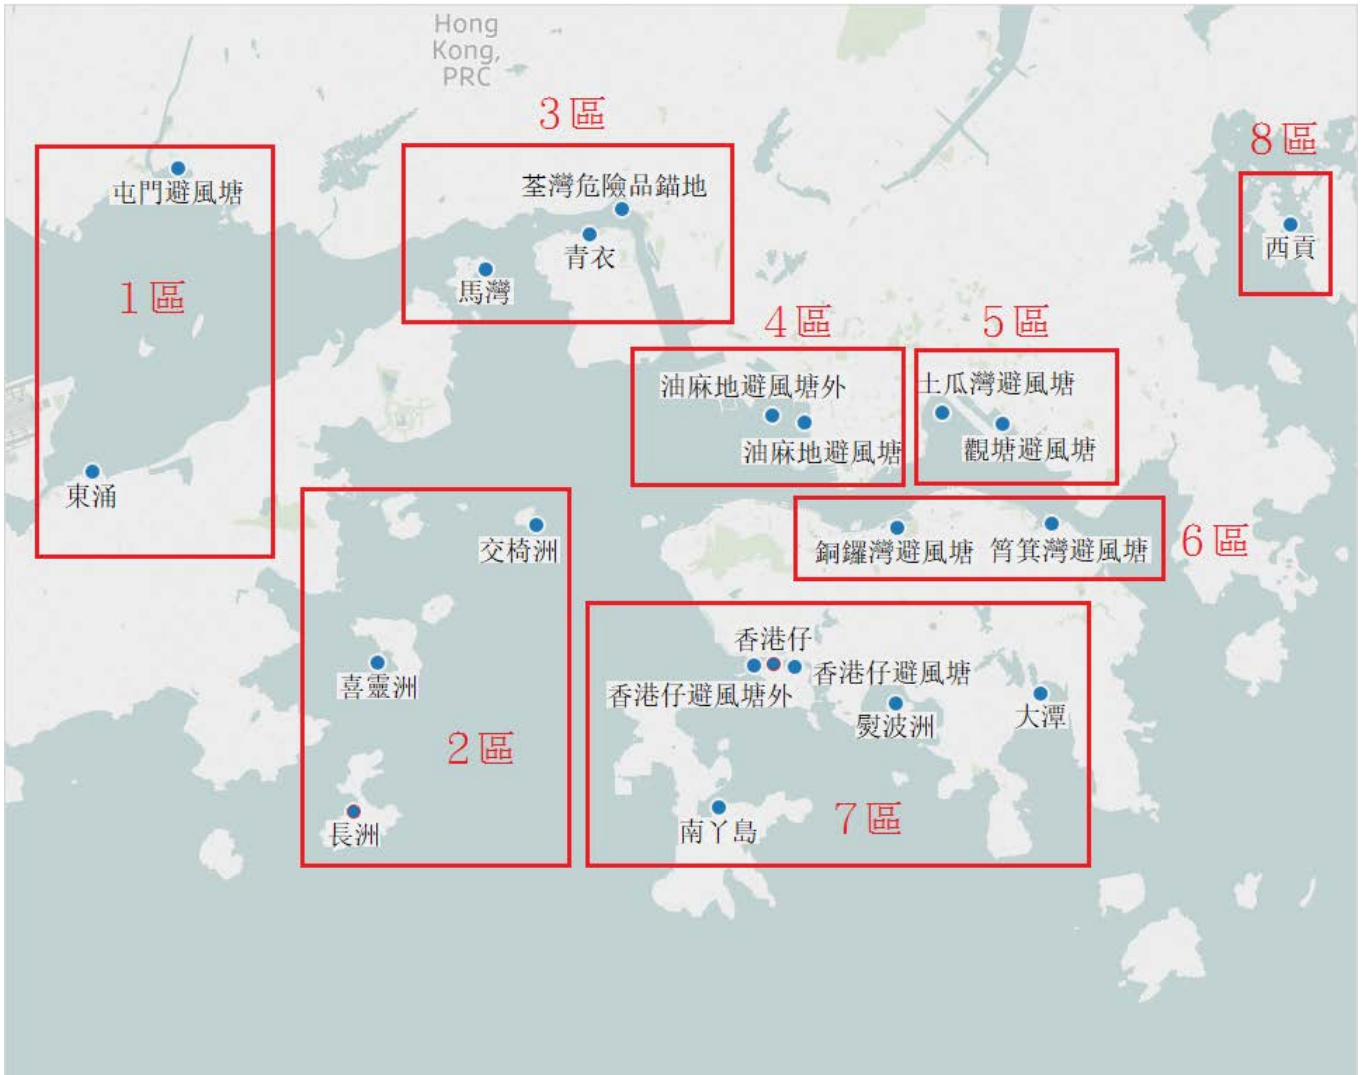 Hong
Kong,
PRC
3區
8區
荃灣危險品錨地
屯門避風塘
青衣
西貢
馬灣
1區
4區
5區
油麻地避風塘外
土瓜灣避風塘
油麻地避風塘
觀塘避風塘
東涌
交椅洲
銅鑼灣避風塘
筲箕灣避風塘
6區
香港仔
香港仔避風塘
喜靈洲
香港仔避風塘外
熨波洲
大潭
2區
長洲
南丫島
7區